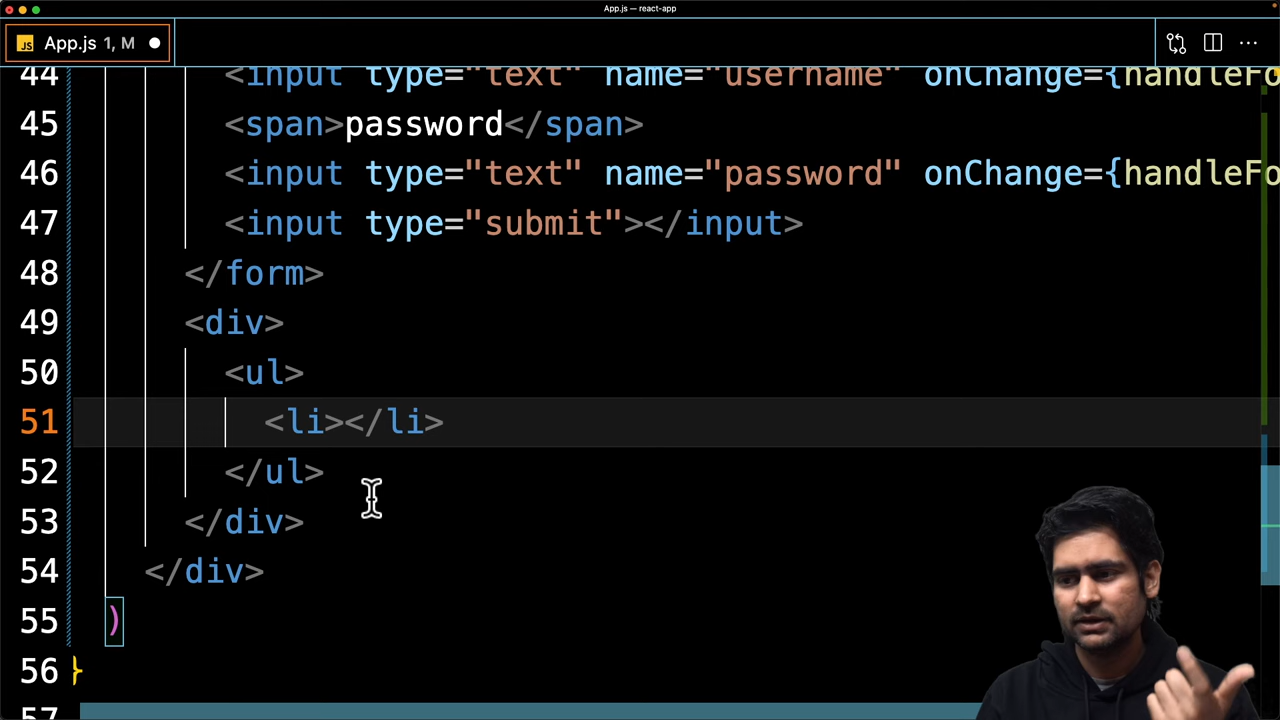 App.js — react-app
JS App.js 1, M
44 <input type="text" name="username" onChange={handleFo
45 <span>password</span>
46 <input type="text" name="password" onChange={handleFo
47 <input type="submit"></input>
48 </form>
49 <div>
50 <ul>
51 <li></li>
52 </ul>
53 </div>
54 </div>
55 )
56 }
57